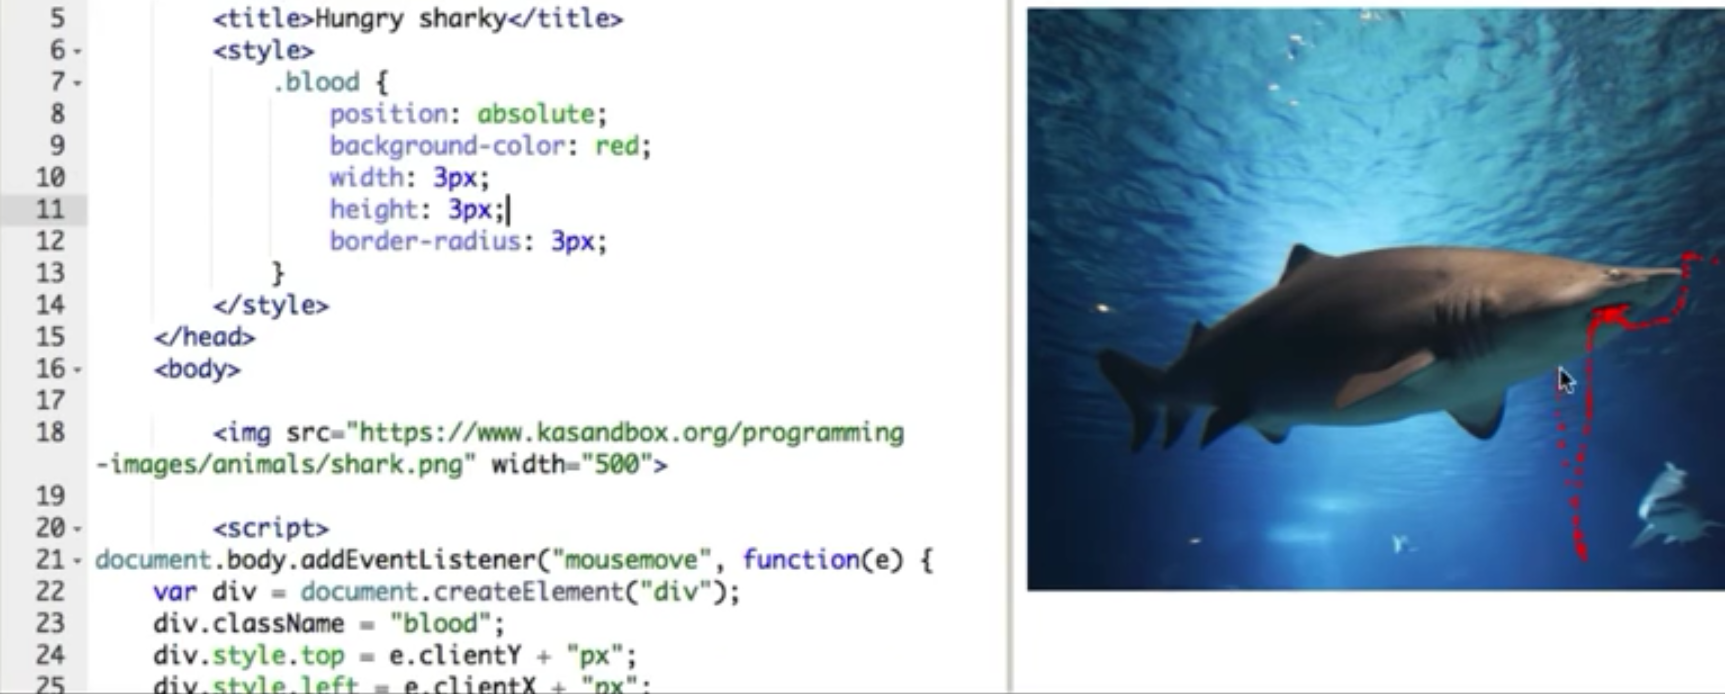 5 <title>Hungry sharky</title>
6 <style>
7 .blood {
8 position: absolute;
9 background-color: red;
10 width: 3px;
11 height: 3px;
12 border-radius: 3px;
13 }
14 </style>
15 </head>
16 <body>
17
18 <img src="https://www.kasandbox.org/programming
-images/animals/shark.png" width="500">
19
20 <script>
21 document.body.addEventListener("mousemove", function(e) {
22 var div = document.createElement("div");
23 div.className = "blood";
24 div.style.top = e.clientY + "px";
25 div.style.left = e.clientX + "px";